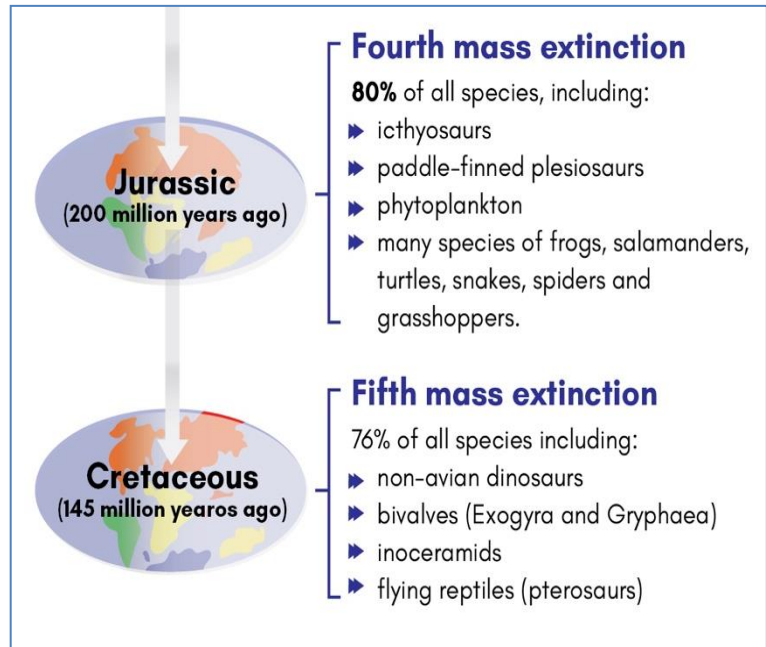 Fourth mass extinction
80% of all species, including:
icthyosaurs
paddle-finned plesiosaurs
phytoplankton
many species of frogs, salamanders,
turtles, snakes, spiders and
grasshoppers.
Jurassic
(200 million years ago)
Fifth mass extinction
76% of all species including:
non-avian dinosaurs
bivalves (Exogyra and Gryphaea)
inoceramids
flying reptiles (pterosaurs)
Cretaceous
(145 million yearos ago)